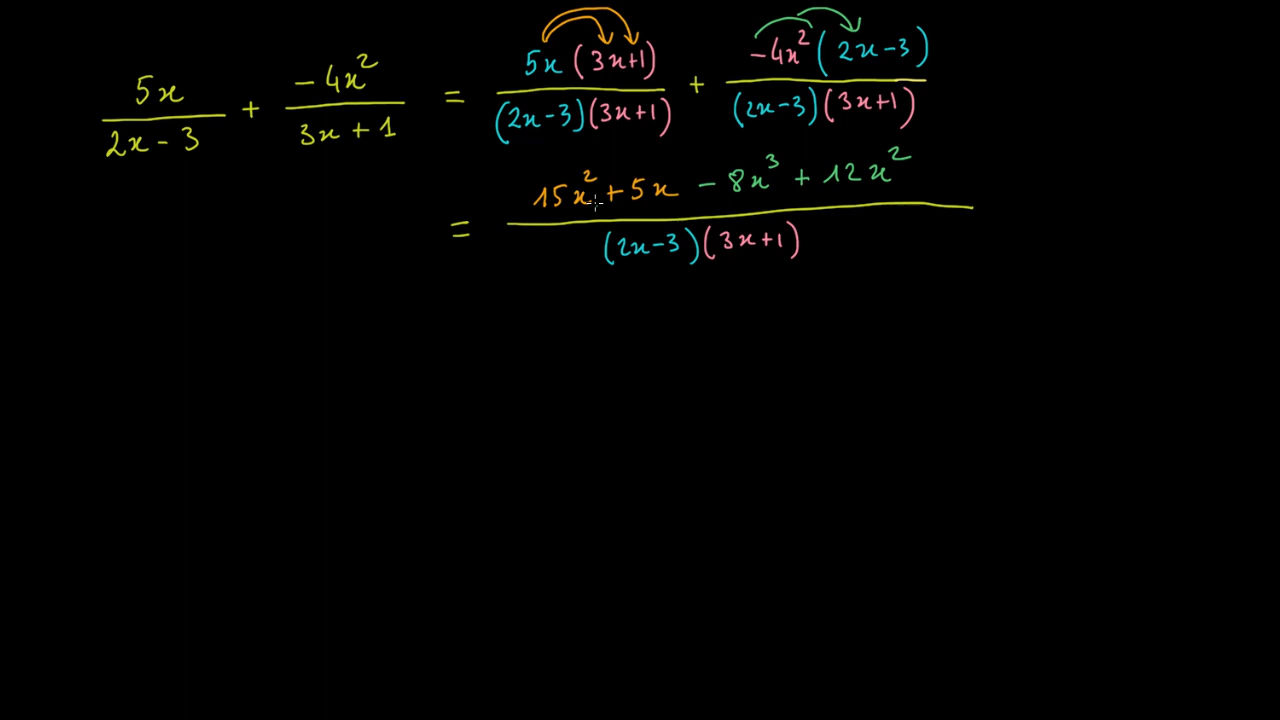 5x/(2x - 3) + (- 4x²)/(3x + 1) = 5x(3x+1)/((2x-3)(3x+1)) + -4x²(2x-3)/((2x-3)(3x+1))
= (15x² + 5x - 8x³ + 12x²)/((2x-3)(3x+1))